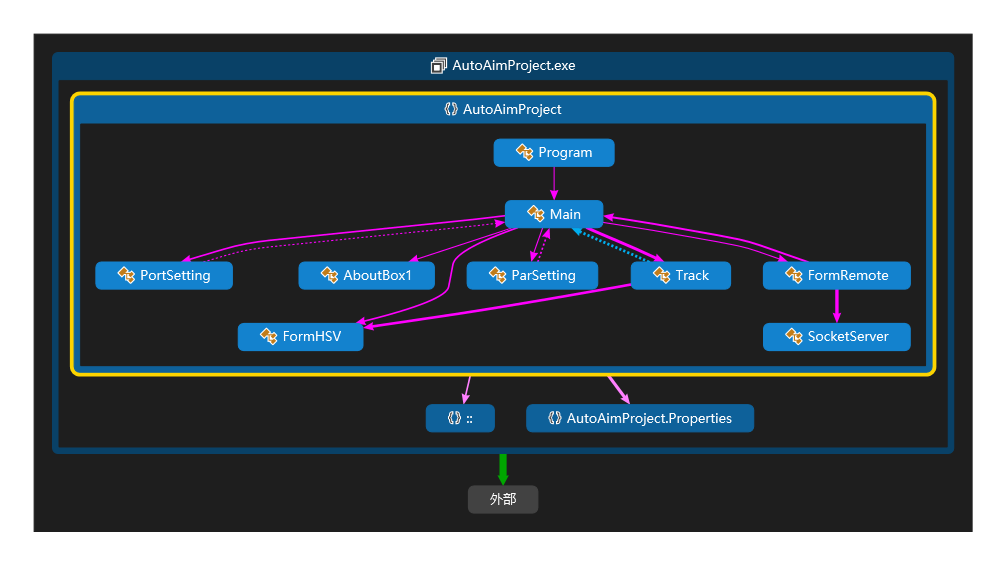 AutoAimProject.exe
AutoAimProject
Program
Main
PortSetting
AboutBox1
ParSetting
Track
FormRemote
FormHSV
SocketServer
::
AutoAimProject.Properties
外部